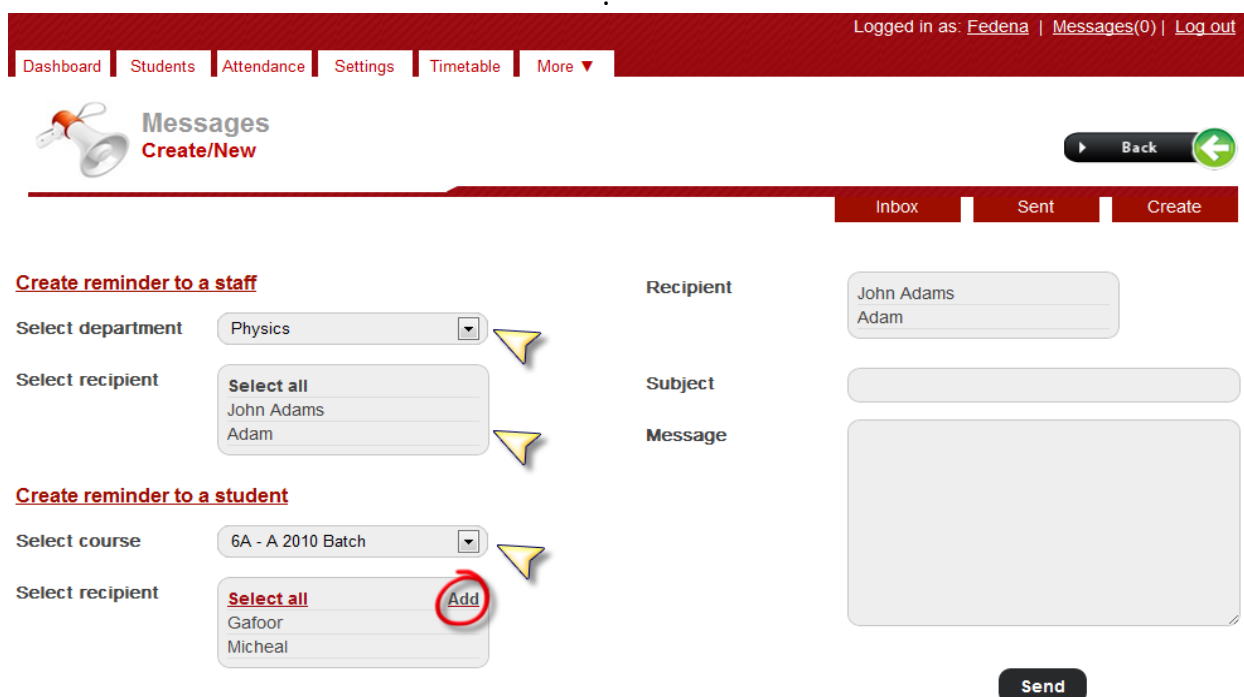 .
Logged in as: Fedena | Messages(0) | Log out
Dashboard Students Attendance Settings Timetable More ▼
Messages
Create/New
Back
Inbox Sent Create
Create reminder to a staff
Select department Physics
Select recipient Select all
John Adams
Adam
Create reminder to a student
Select course 6A - A 2010 Batch
Select recipient Select all Add
Gafoor
Micheal
Recipient John Adams
Adam
Subject
Message
Send